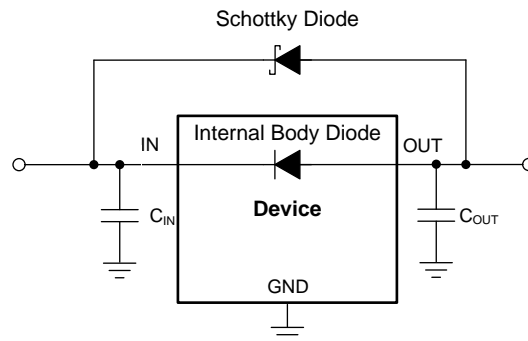 Schottky Diode
IN
Internal Body Diode
OUT
Device
CIN
COUT
GND